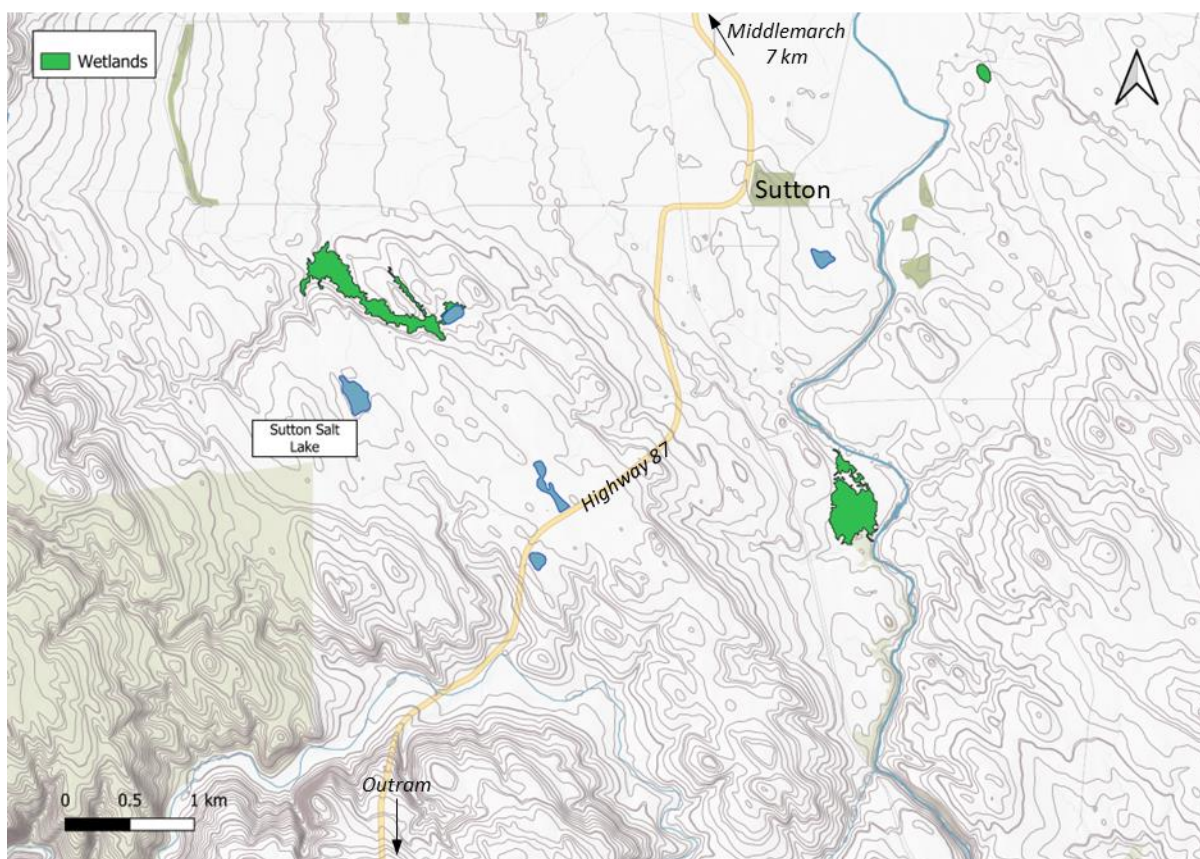 Wetlands
Middlemarch
7 km
Sutton
Sutton Salt
Lake
Highway 87
Outram
0 0.5 1 km